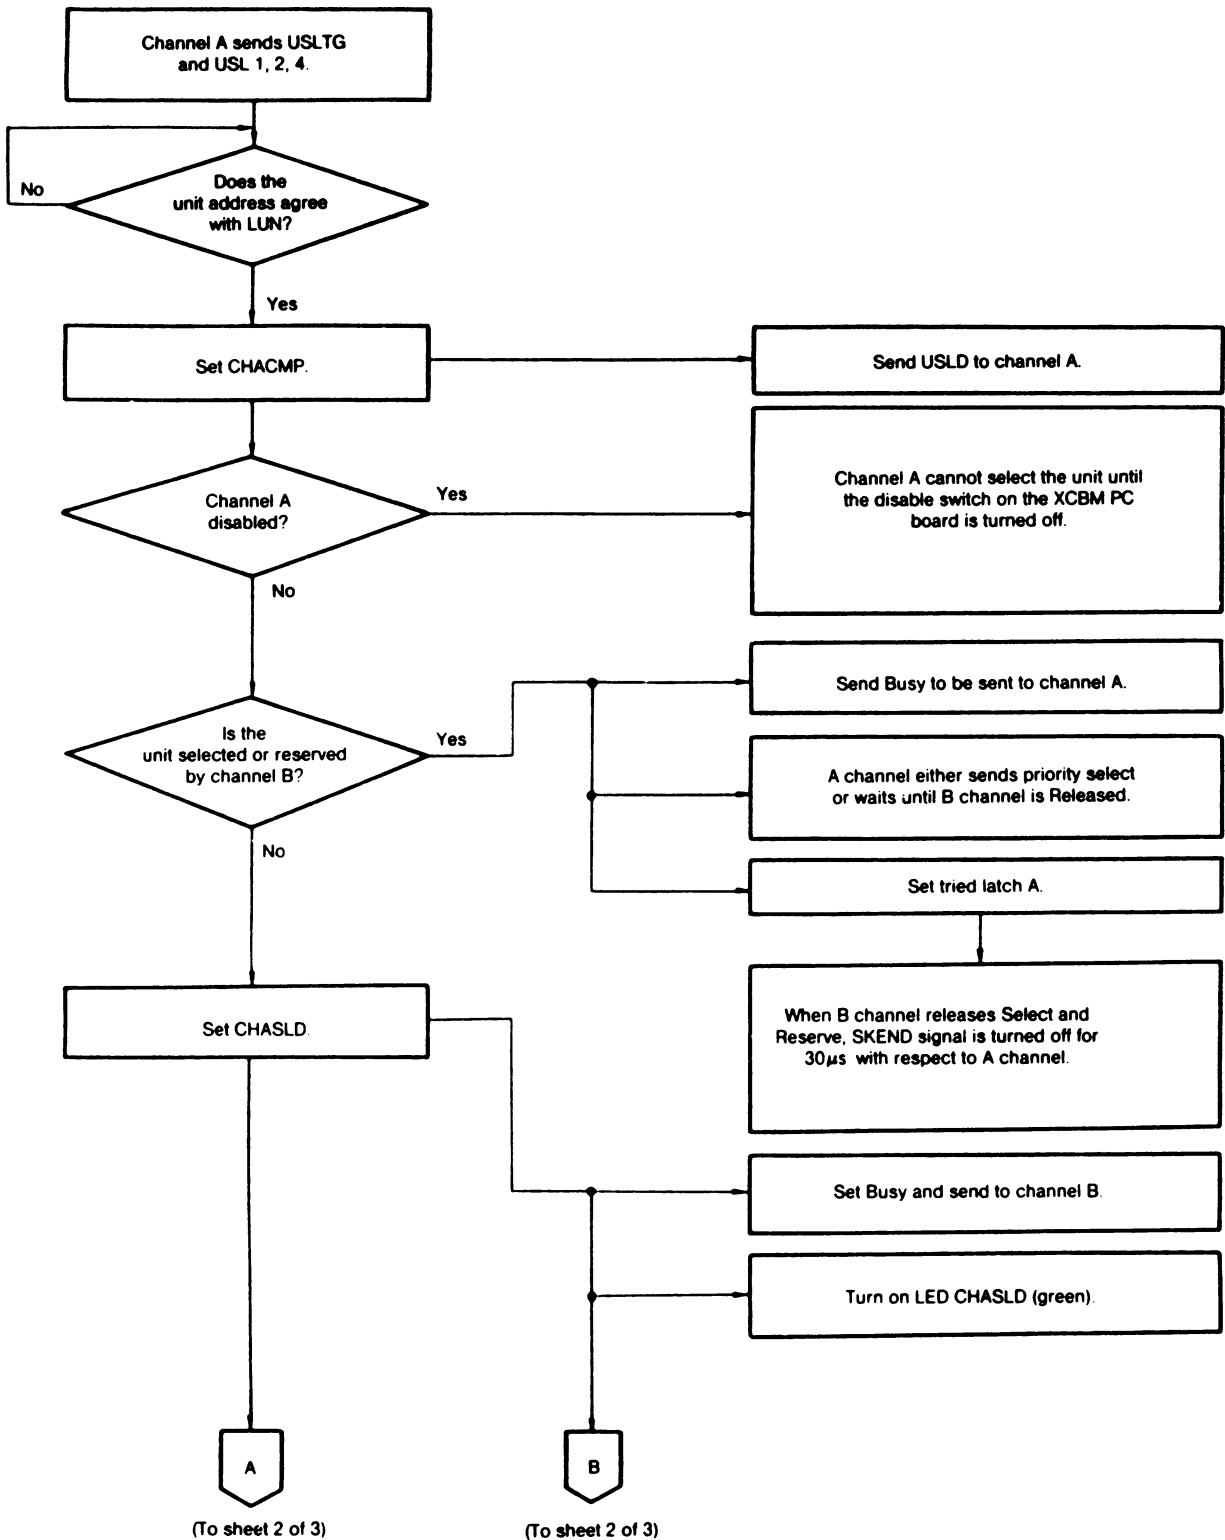 Channel A sends USLTG
and USL 1, 2, 4.
Does the
unit address agree
with LUN?
No
Yes
Set CHACMP.
Send USLD to channel A.
Channel A
disabled?
Yes
Channel A cannot select the unit until
the disable switch on the XCBM PC
board is turned off.
No
Is the
unit selected or reserved
by channel B?
Yes
Send Busy to be sent to channel A.
A channel either sends priority select
or waits until B channel is Released.
Set tried latch A.
When B channel releases Select and
Reserve, SKEND signal is turned off for
30µs with respect to A channel.
No
Set CHASLD.
Set Busy and send to channel B.
Turn on LED CHASLD (green).
A
B
(To sheet 2 of 3)
(To sheet 2 of 3)